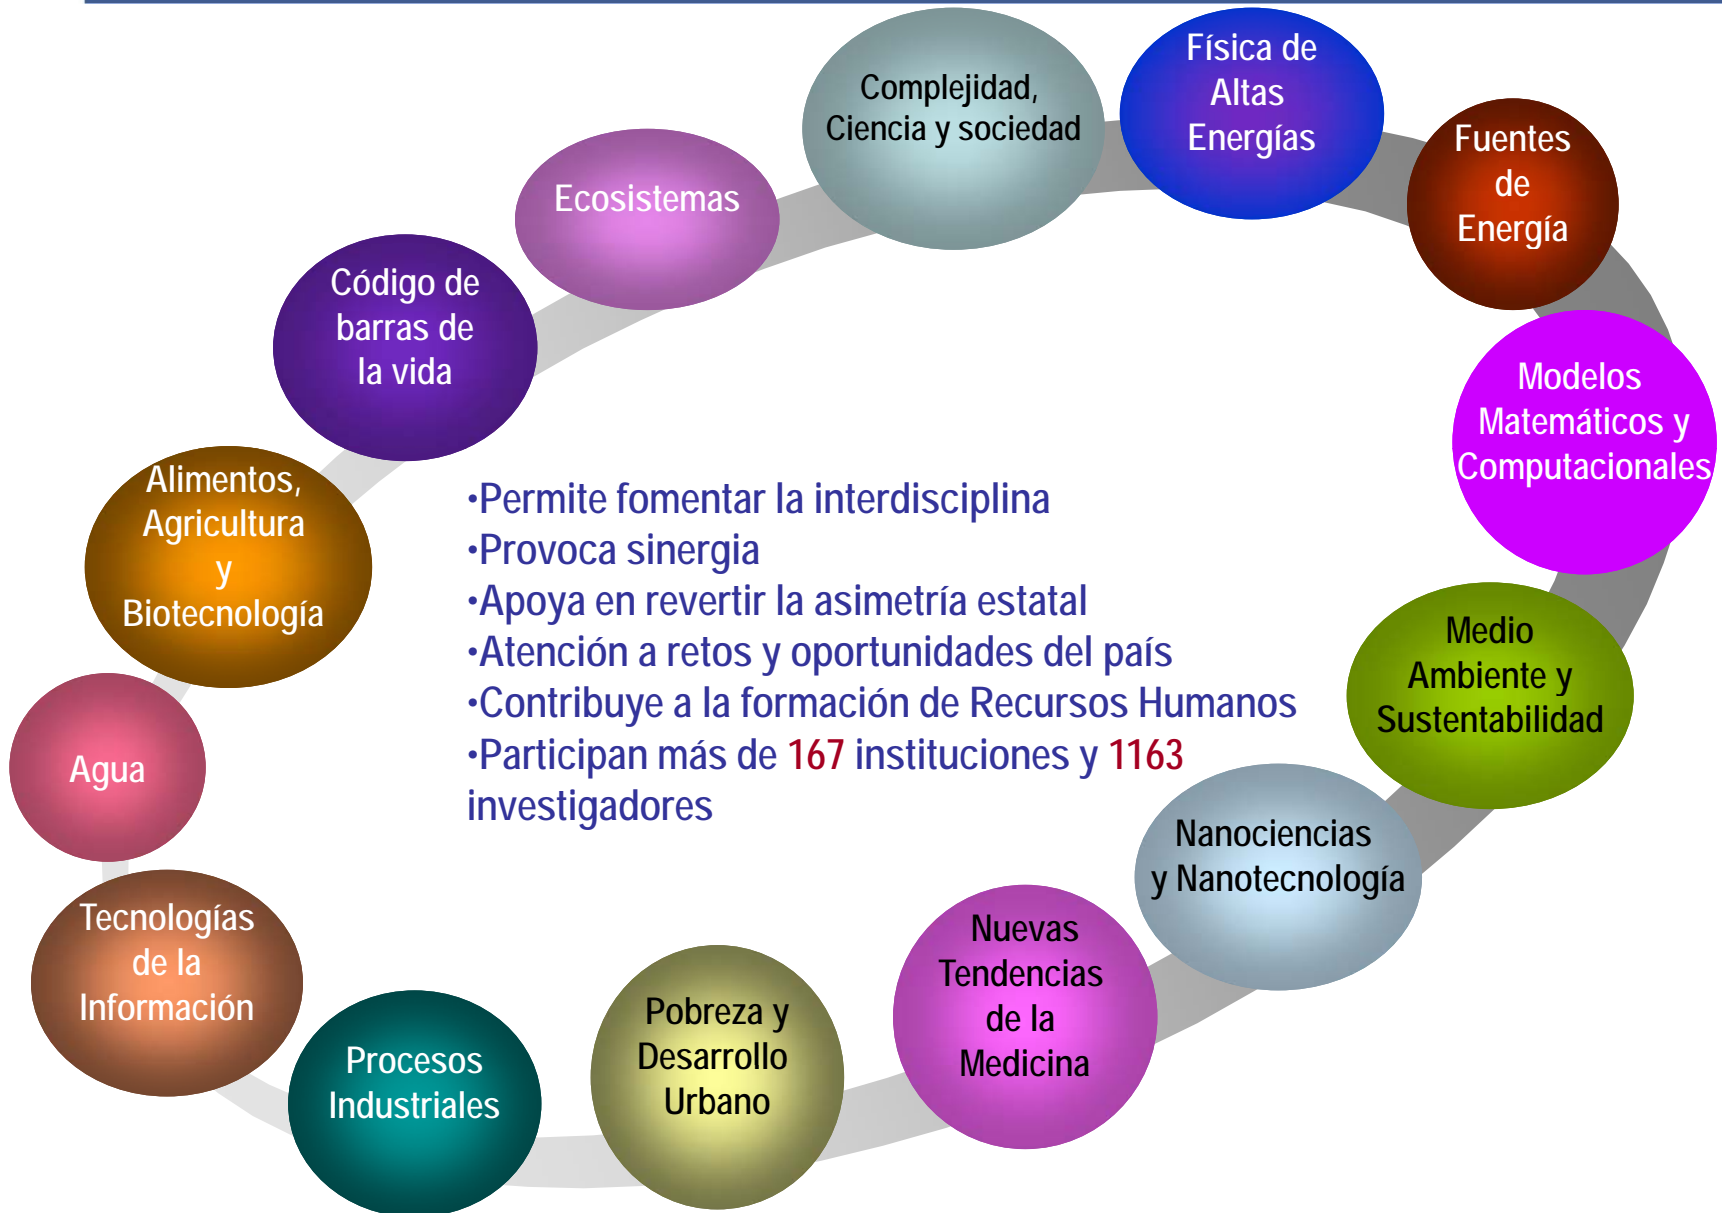 Física de
Altas
Energías
Complejidad,
Ciencia y sociedad
Fuentes
de
Energía
Ecosistemas
Código de
barras de
la vida
Modelos
Matemáticos y
Computacionales
Alimentos,
Agricultura
y
Biotecnología
•Permite fomentar la interdisciplina
•Provoca sinergia
•Apoya en revertir la asimetría estatal
•Atención a retos y oportunidades del país
•Contribuye a la formación de Recursos Humanos
•Participan más de 167 instituciones y 1163
investigadores
Medio
Ambiente y
Sustentabilidad
Agua
Nanociencias
y Nanotecnología
Tecnologías
de la
Información
Nuevas
Tendencias
de la
Medicina
Pobreza y
Desarrollo
Urbano
Procesos
Industriales